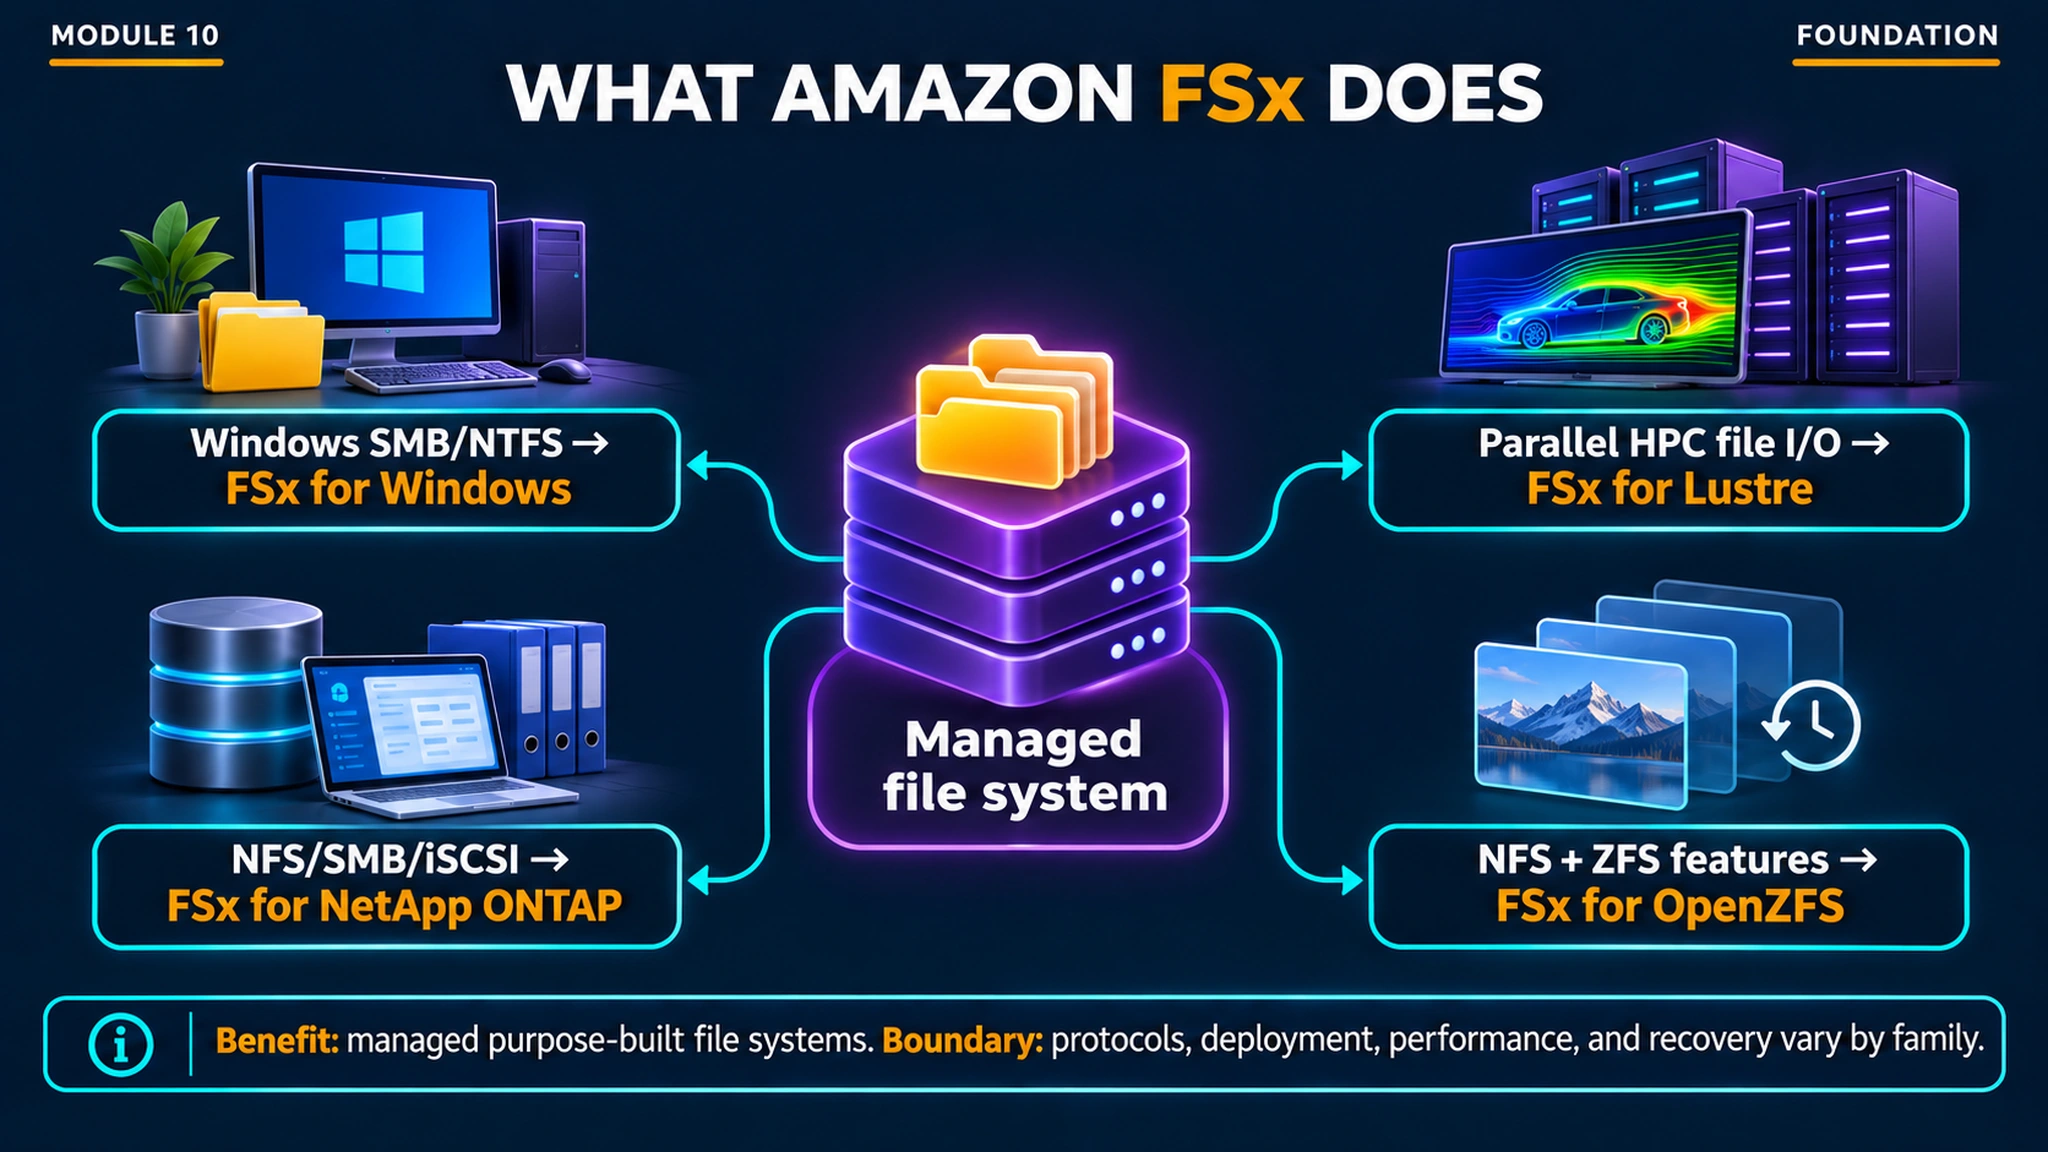 MODULE 10
FOUNDATION
WHAT AMAZON FSx DOES
Windows SMB/NTFS →
FSx for Windows
Parallel HPC file I/O →
FSx for Lustre
Managed
file system
NFS/SMB/iSCSI →
FSx for NetApp ONTAP
NFS + ZFS features →
FSx for OpenZFS
Benefit: managed purpose-built file systems. Boundary: protocols, deployment, performance, and recovery vary by family.